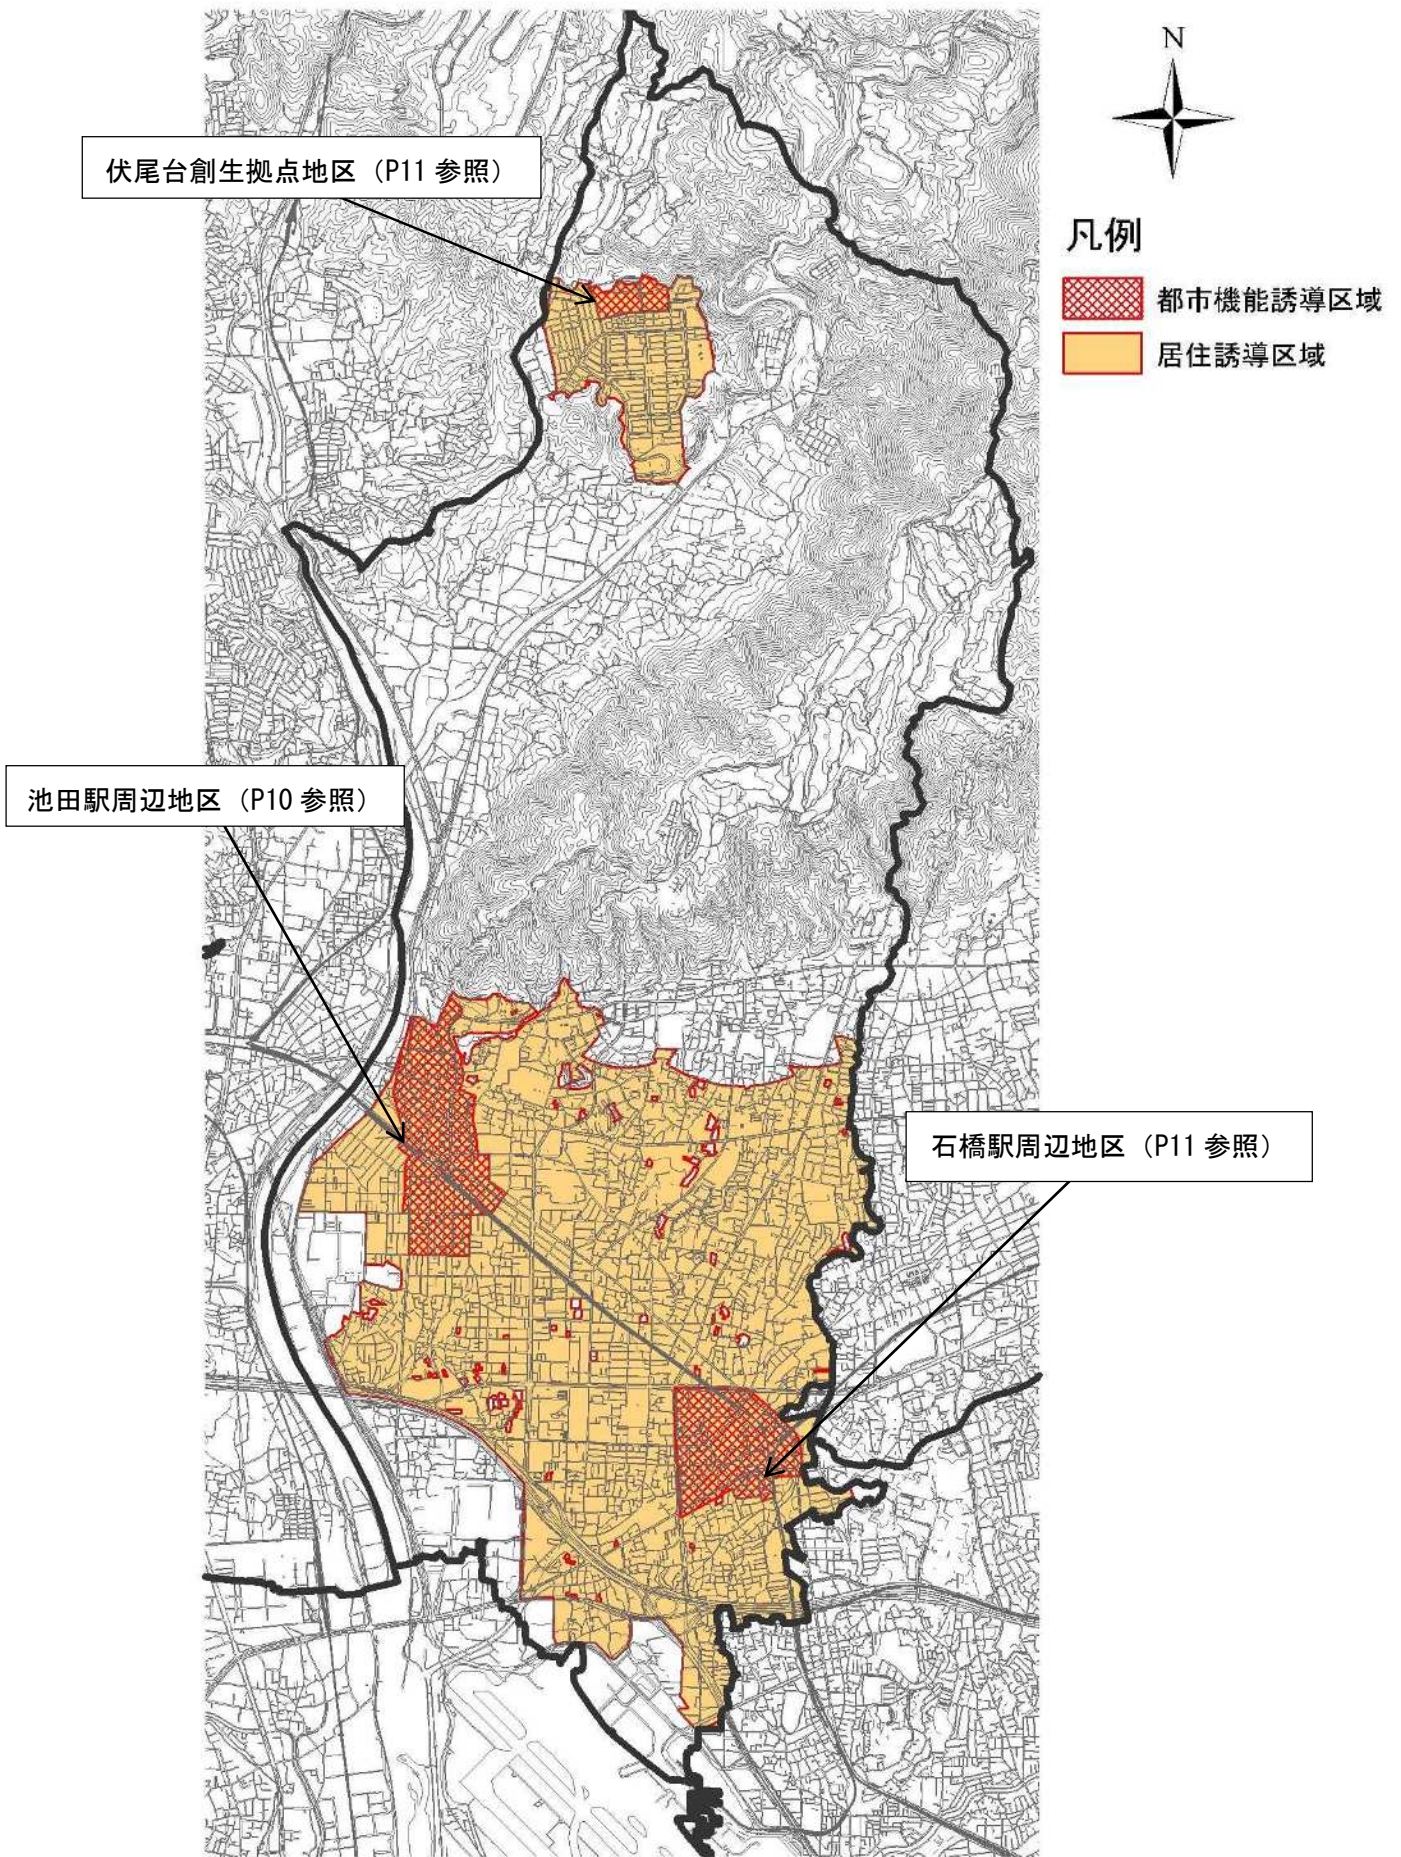 N
伏尾台創生拠点地区（P11 参照）
凡例
都市機能誘導区域
居住誘導区域
池田駅周辺地区（P10 参照）
石橋駅周辺地区（P11 参照）